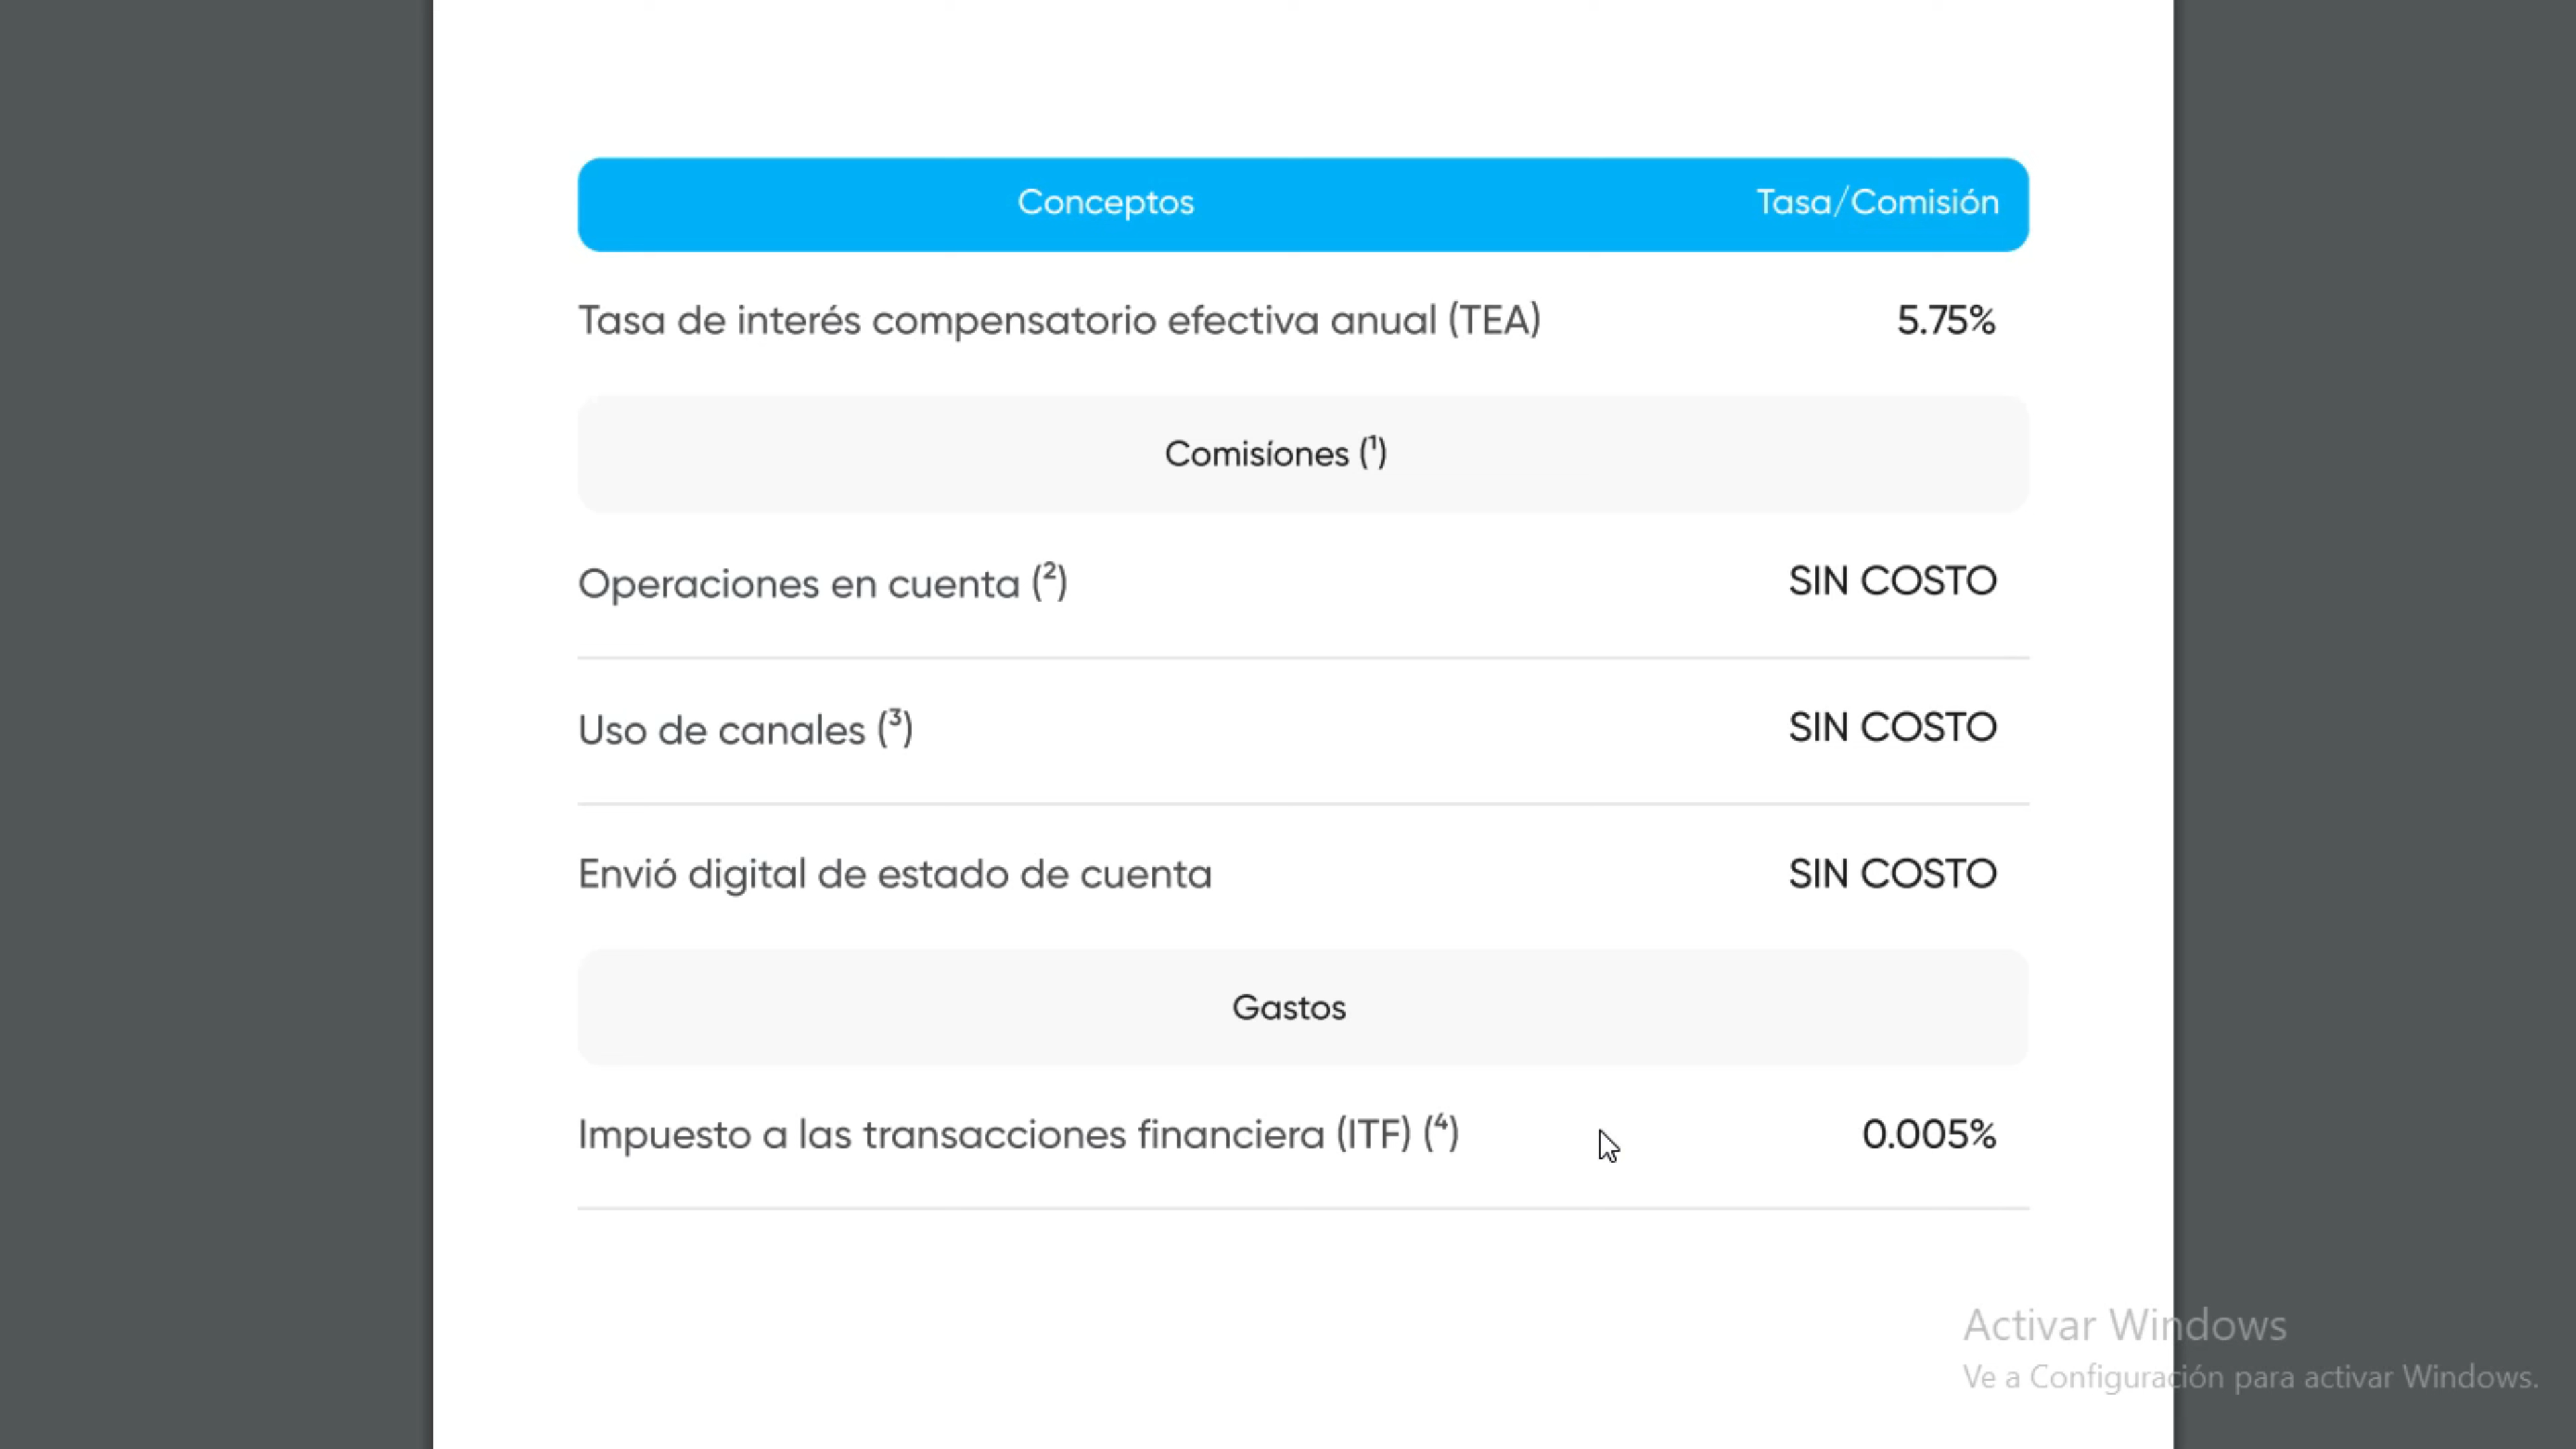 Conceptos Tasa/Comisión
Tasa de interés compensatorio efectiva anual (TEA) 5.75%
Comisíones (¹)
Operaciones en cuenta (²) SIN COSTO
Uso de canales (³) SIN COSTO
Envió digital de estado de cuenta SIN COSTO
Gastos
Impuesto a las transacciones financiera (ITF) (⁴) 0.005%
Activar Windows
Ve a Configuración para activar Windows.